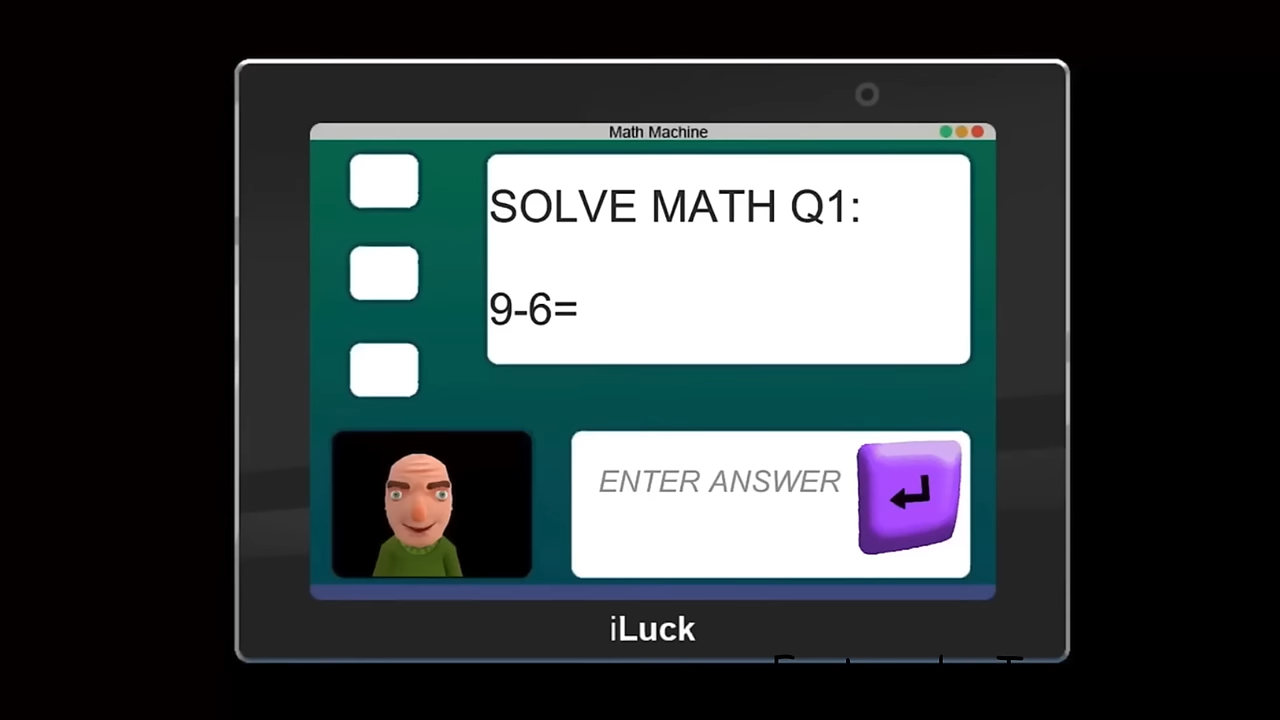 Math Machine
SOLVE MATH Q1:
9-6=
ENTER ANSWER
iLuck